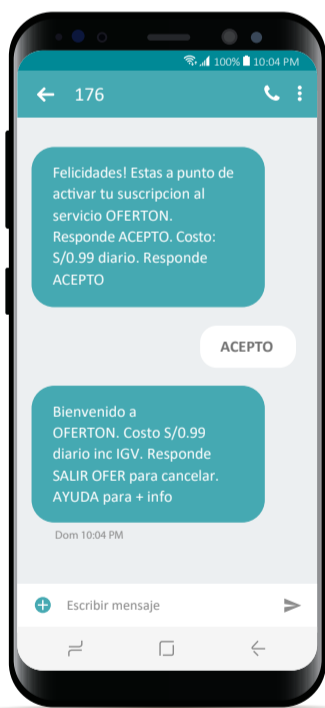 100% 10:04 PM
176
Felicidades! Estas a punto de
activar tu suscripcion al
servicio OFERTON.
Responde ACEPTO. Costo:
S/0.99 diario. Responde
ACEPTO
ACEPTO
Bienvenido a
OFERTON. Costo S/0.99
diario inc IGV. Responde
SALIR OFER para cancelar.
AYUDA para + info
Dom 10:04 PM
Escribir mensaje